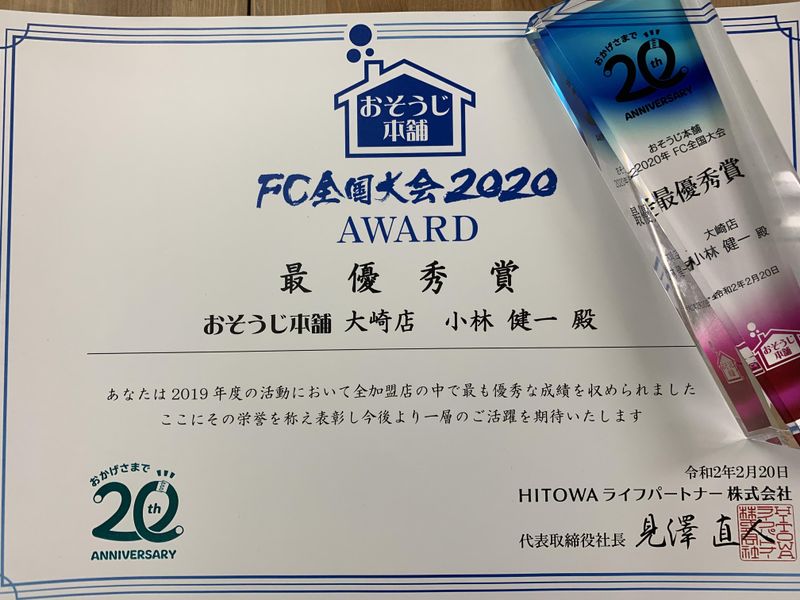 おそうじ
本舗
FC全国大会2020
AWARD
最優秀賞
おそうじ本舗 大崎店 小林 健一 殿
あなたは2019年度の活動において全加盟店の中で最も優秀な成績を収められました
ここにその栄誉を称え表彰し今後より一層のご活躍を期待いたします
おかげさまで
20th
ANNIVERSARY
令和2年2月20日
HITOWAライフパートナー株式会社
代表取締役社長 見澤 直人
おかげさまで
20th
ANNIVERSARY
おそうじ本舗
2020年 FC全国大会
最優秀賞
大崎店
小林 健一 殿
令和2年2月20日
おそうじ
本舗